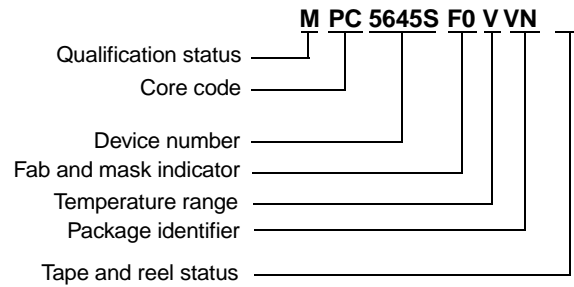 M PC 5645S F0 V VN
Qualification status
Core code
Device number
Fab and mask indicator
Temperature range
Package identifier
Tape and reel status